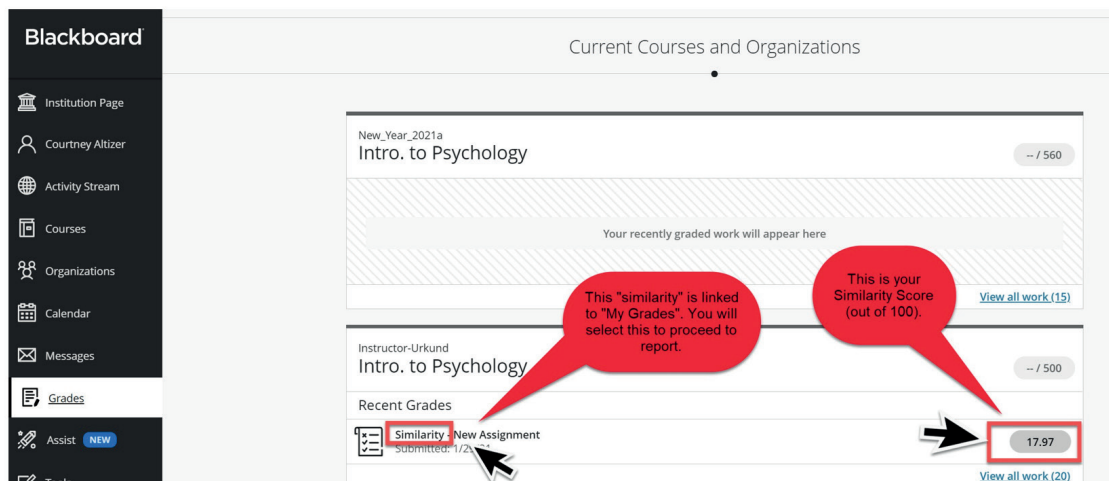 Blackboard
Institution Page
Courtney Altizer
Activity Stream
Courses
Organizations
Calendar
Messages
Grades
Assist NEW
Current Courses and Organizations
New_Year_2021a
Intro. to Psychology
-- / 560
Your recently graded work will appear here
View all work (15)
This "similarity" is linked
to "My Grades". You will
select this to proceed to
report.
This is your
Similarity Score
(out of 100).
Instructor-Urkund
Intro. to Psychology
-- / 500
Recent Grades
Similarity - New Assignment
Submitted:
17.97
View all work (20)